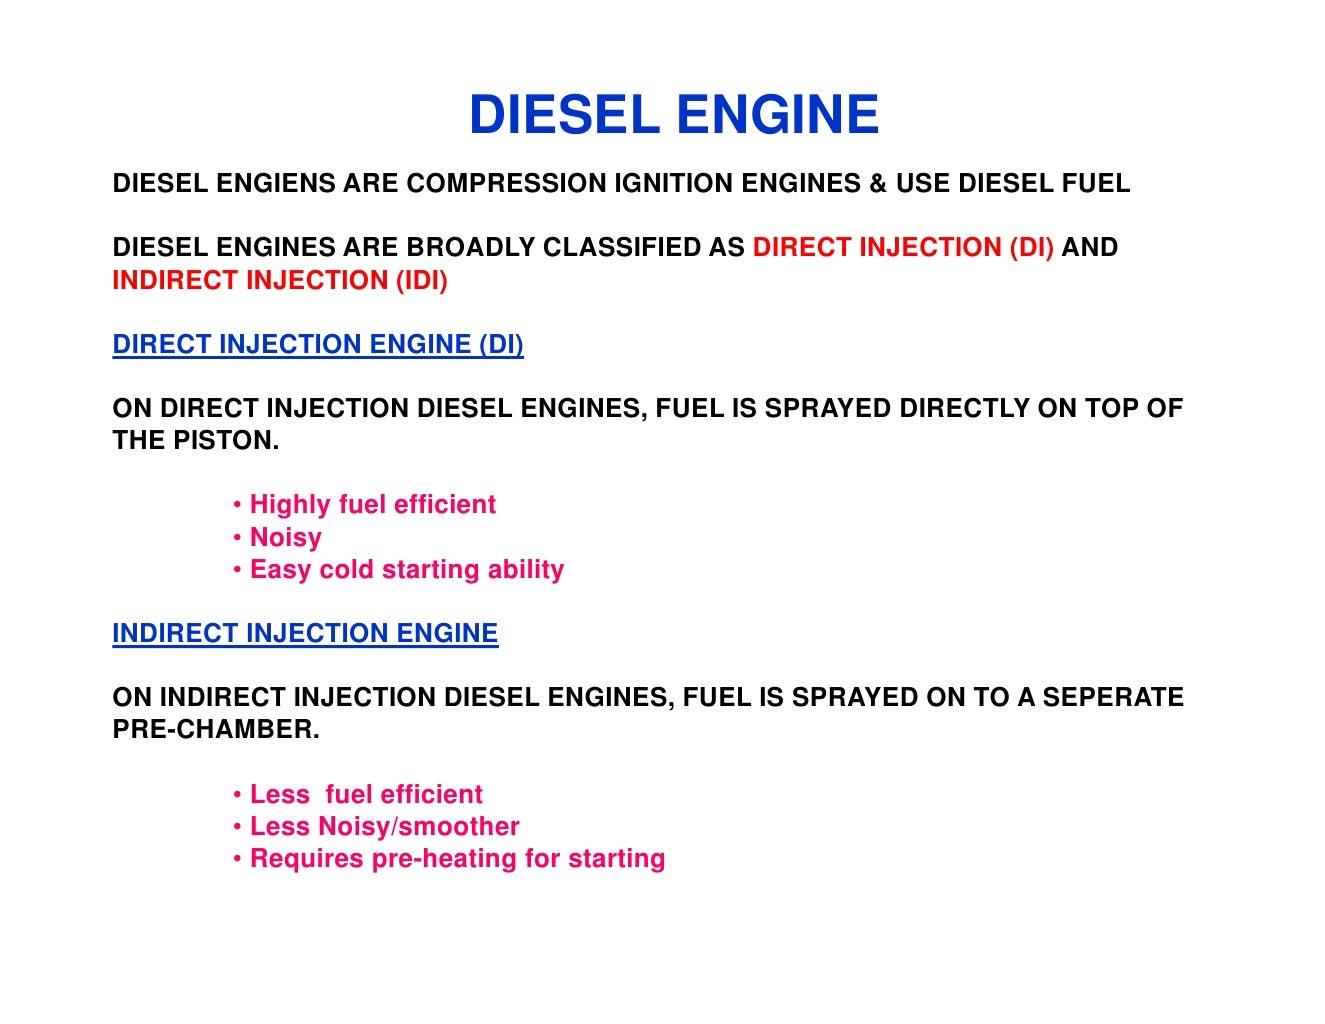 DIESEL ENGINE
DIESEL ENGIENS ARE COMPRESSION IGNITION ENGINES & USE DIESEL FUEL
DIESEL ENGINES ARE BROADLY CLASSIFIED AS DIRECT INJECTION (DI) AND
INDIRECT INJECTION (IDI)
DIRECT INJECTION ENGINE (DI)
ON DIRECT INJECTION DIESEL ENGINES, FUEL IS SPRAYED DIRECTLY ON TOP OF
THE PISTON.
• Highly fuel efficient
• Noisy
• Easy cold starting ability
INDIRECT INJECTION ENGINE
ON INDIRECT INJECTION DIESEL ENGINES, FUEL IS SPRAYED ON TO A SEPERATE
PRE-CHAMBER.
• Less  fuel efficient
• Less Noisy/smoother
• Requires pre-heating for starting